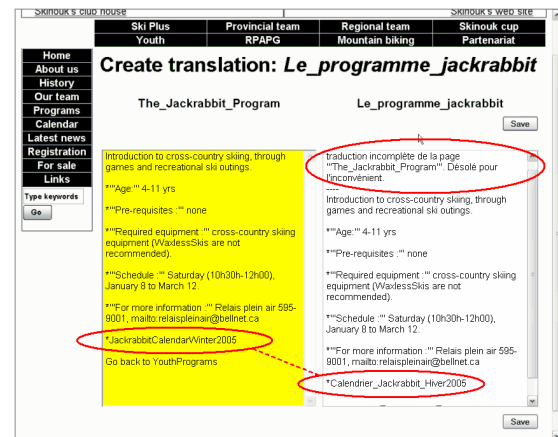 Skinouk's club house
Skinouk's web site
Ski Plus Provincial team Regional team Skinouk cup
Youth RPAPG Mountain biking Partenariat
Home
About us
History
Our team
Programs
Calendar
Latest news
Registration
For sale
Links
Type keywords
Go
Create translation: Le_programme_jackrabbit
The_Jackrabbit_Program
Introduction to cross-country skiing, through
games and recreational ski outings.
*'''Age:''' 4-11 yrs
*'''Pre-requisites :''' none
*'''Required equipment :''' cross-country skiing
equipment (WaxlessSkis are not
recommended).
*'''Schedule :''' Saturday (10h30h-12h00),
January 8 to March 12.
*'''For more information :''' Relais plein air 595-
9001, mailto:relaispleinair@bellnet.ca
*JackrabbitCalendarWinter2005
Go back to YouthPrograms
Le_programme_jackrabbit
Save
traduction incomplète de la page
'''The_Jackrabbit_Program'''. Désolé pour
l'inconvénient.
----
Introduction to cross-country skiing, through
games and recreational ski outings.
*'''Age:''' 4-11 yrs
*'''Pre-requisites :''' none
*'''Required equipment :''' cross-country skiing
equipment (WaxlessSkis are not
recommended).
*'''Schedule :''' Saturday (10h30h-12h00),
January 8 to March 12.
*'''For more information :''' Relais plein air 595-
9001, mailto:relaispleinair@bellnet.ca
*Calendrier_Jackrabbit_Hiver2005
Save